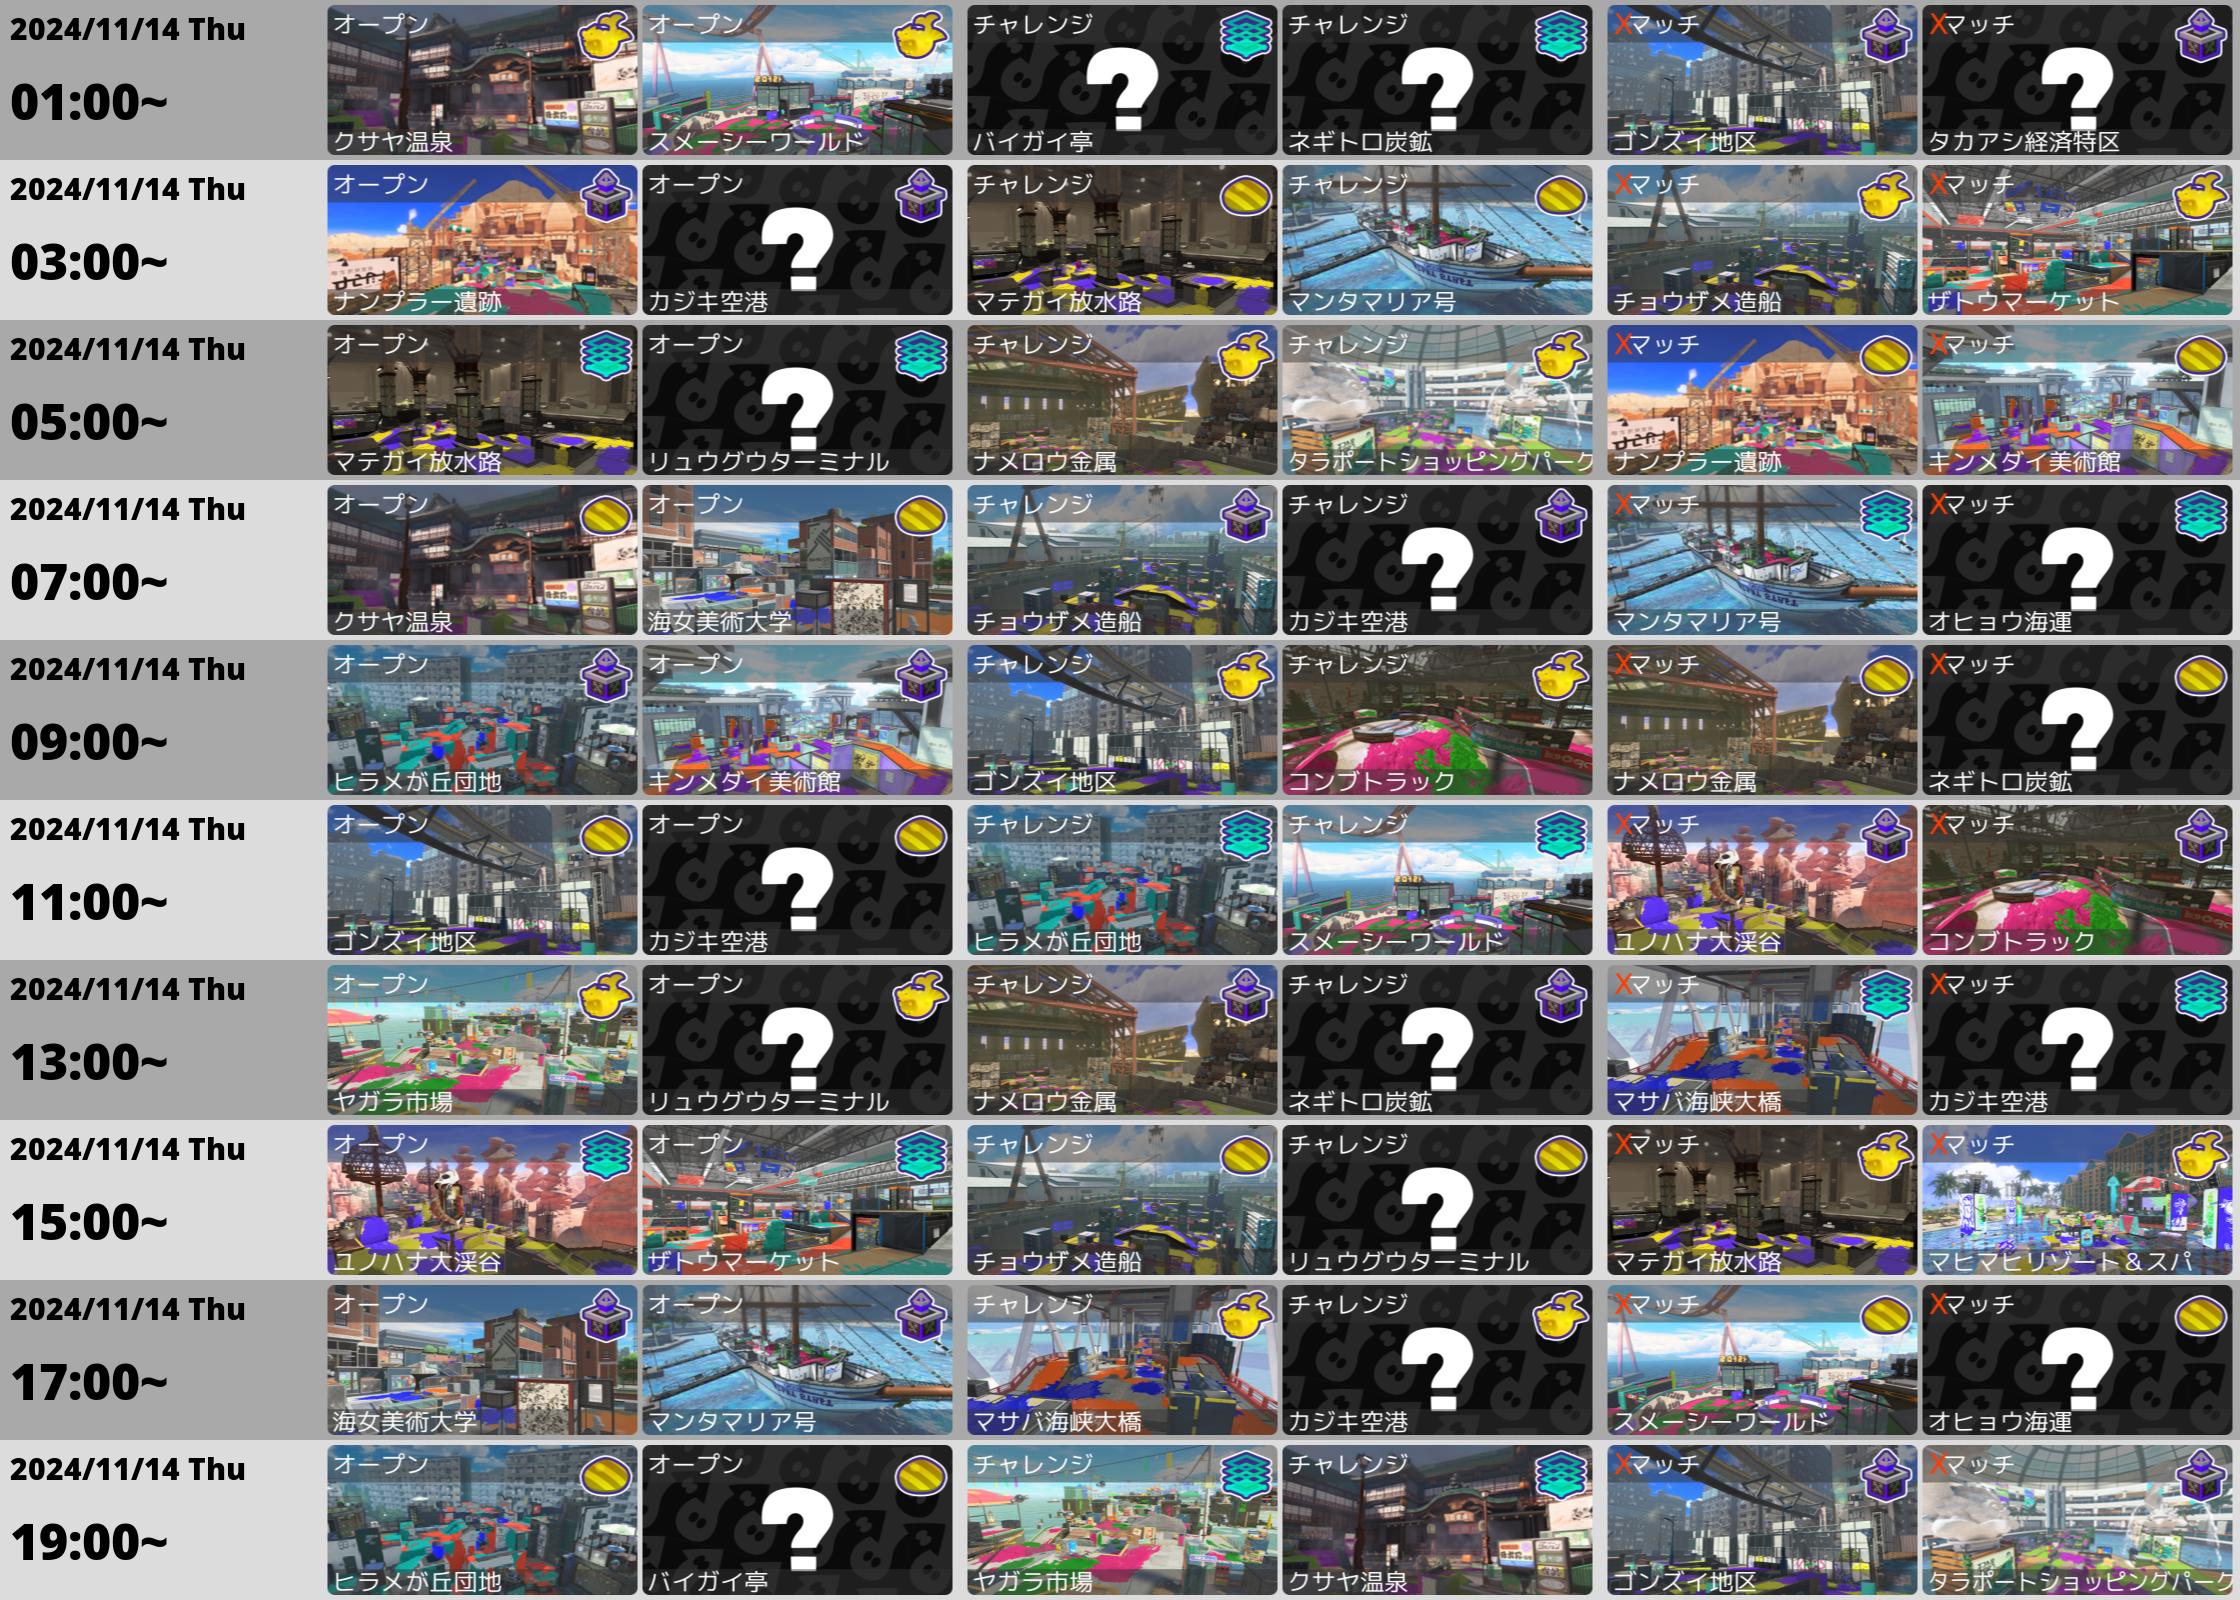 2024/11/14 Thu
01:00~
オープン
クサヤ温泉
オープン
スメーシーワールド
チャレンジ
バイガイ亭
チャレンジ
ネギトロ炭鉱
Xマッチ
ゴンズイ地区
Xマッチ
タカアシ経済特区
2024/11/14 Thu
03:00~
オープン
ナンプラー遺跡
オープン
カジキ空港
チャレンジ
マテガイ放水路
チャレンジ
マンタマリア号
Xマッチ
チョウザメ造船
Xマッチ
ザトウマーケット
2024/11/14 Thu
05:00~
オープン
マテガイ放水路
オープン
リュウグウターミナル
チャレンジ
ナメロウ金属
チャレンジ
タラポートショッピングパーク
Xマッチ
ナンプラー遺跡
Xマッチ
キンメダイ美術館
2024/11/14 Thu
07:00~
オープン
クサヤ温泉
オープン
海女美術大学
チャレンジ
チョウザメ造船
チャレンジ
カジキ空港
Xマッチ
マンタマリア号
Xマッチ
オヒョウ海運
2024/11/14 Thu
09:00~
オープン
ヒラメが丘団地
オープン
キンメダイ美術館
チャレンジ
ゴンズイ地区
チャレンジ
コンブトラック
Xマッチ
ナメロウ金属
Xマッチ
ネギトロ炭鉱
2024/11/14 Thu
11:00~
オープン
ゴンズイ地区
オープン
カジキ空港
チャレンジ
ヒラメが丘団地
チャレンジ
スメーシーワールド
Xマッチ
ユノハナ大渓谷
Xマッチ
コンブトラック
2024/11/14 Thu
13:00~
オープン
ヤガラ市場
オープン
リュウグウターミナル
チャレンジ
ナメロウ金属
チャレンジ
ネギトロ炭鉱
Xマッチ
マサバ海峡大橋
Xマッチ
カジキ空港
2024/11/14 Thu
15:00~
オープン
ユノハナ大渓谷
オープン
ザトウマーケット
チャレンジ
チョウザメ造船
チャレンジ
リュウグウターミナル
Xマッチ
マテガイ放水路
Xマッチ
マヒマヒリゾート＆スパ
2024/11/14 Thu
17:00~
オープン
海女美術大学
オープン
マンタマリア号
チャレンジ
マサバ海峡大橋
チャレンジ
カジキ空港
Xマッチ
スメーシーワールド
Xマッチ
オヒョウ海運
2024/11/14 Thu
19:00~
オープン
ヒラメが丘団地
オープン
バイガイ亭
チャレンジ
ヤガラ市場
チャレンジ
クサヤ温泉
Xマッチ
ゴンズイ地区
Xマッチ
タラポートショッピングパーク